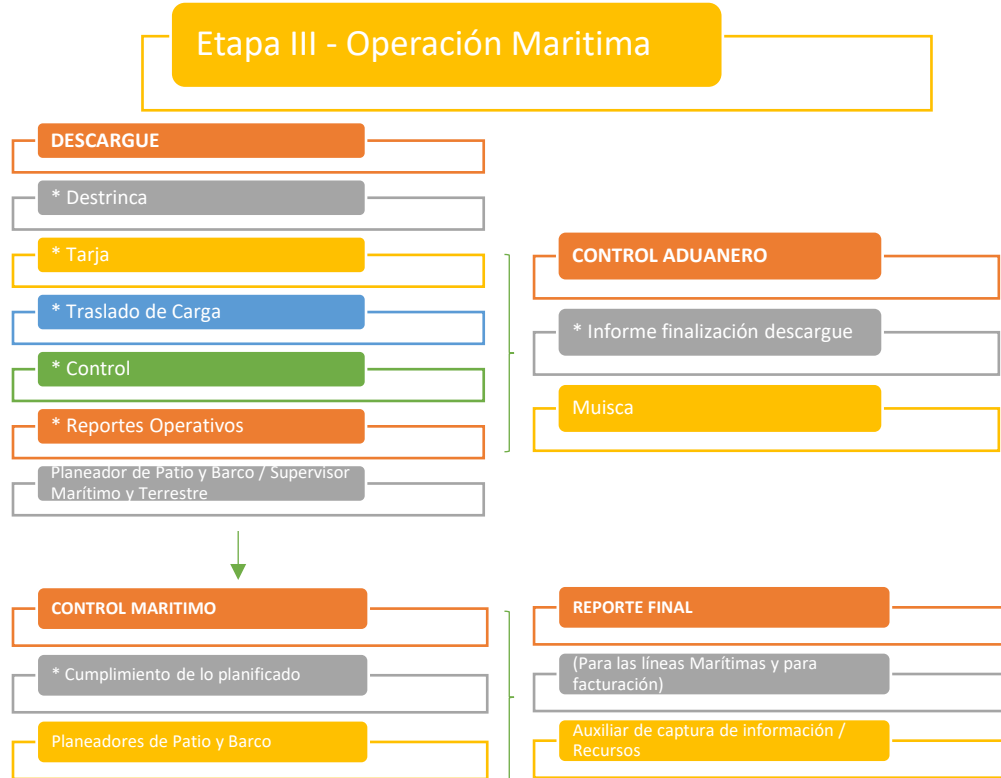 Etapa III - Operación Maritima
DESCARGUE
* Destrinca
* Tarja
* Traslado de Carga
* Control
* Reportes Operativos
Planeador de Patio y Barco / Supervisor
Marítimo y Terrestre
CONTROL ADUANERO
* Informe finalización descargue
Muisca
CONTROL MARITIMO
* Cumplimiento de lo planificado
Planeadores de Patio y Barco
REPORTE FINAL
(Para las líneas Marítimas y para
facturación)
Auxiliar de captura de información /
Recursos